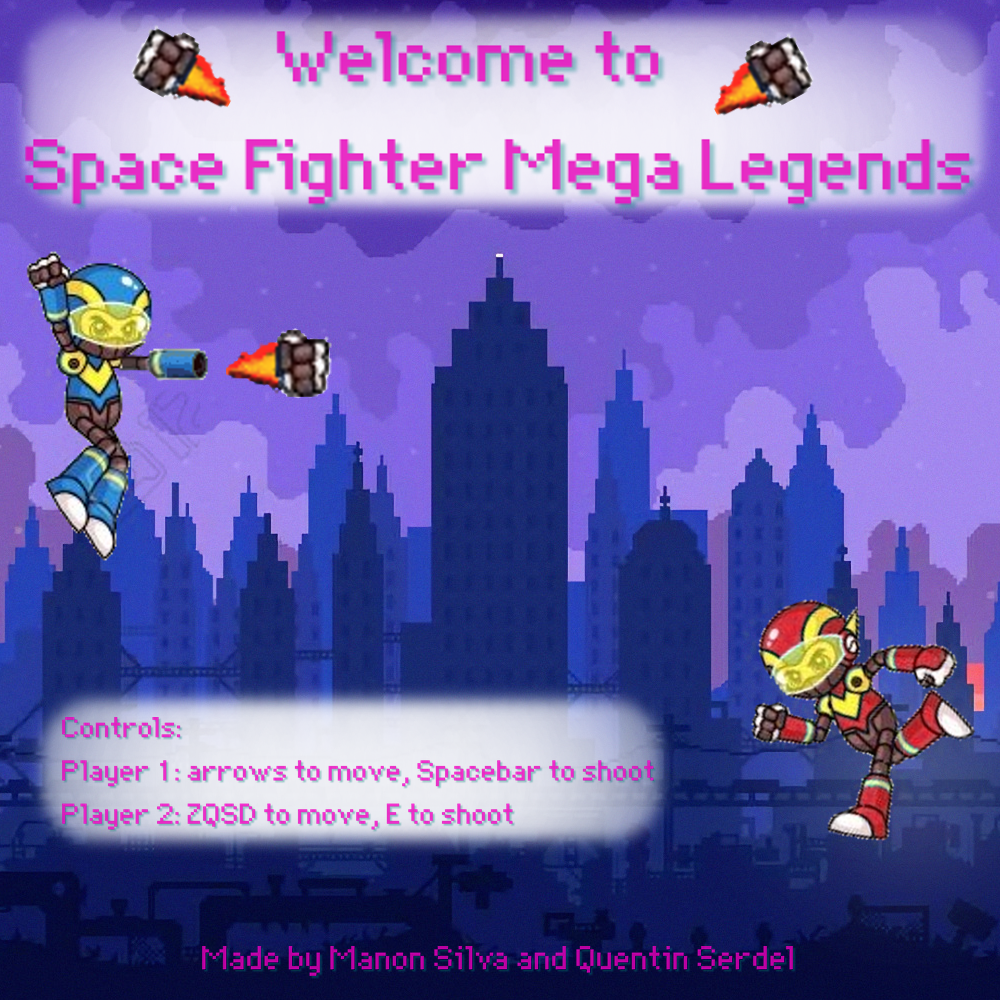 Welcome to
Space Fighter Mega Legends
Controls:
Player 1: arrows to move, Spacebar to shoot
Player 2: ZQSD to move, E to shoot
Made by Manon Silva and Quentin Serdel